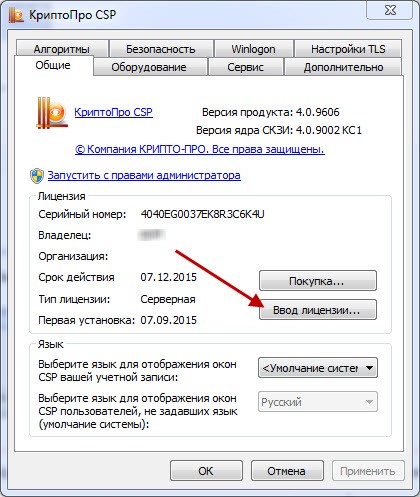 КриптоПро CSP
Алгоритмы Безопасность Winlogon Настройки TLS
Общие Оборудование Сервис Дополнительно
КриптоПро CSP Версия продукта: 4.0.9606
Версия ядра СКЗИ: 4.0.9002 КС1
© Компания КРИПТО-ПРО. Все права защищены.
Запустить с правами администратора
Лицензия
Серийный номер: 4040EG0037EK8R3C6K4U
Владелец:
Организация:
Срок действия 07.12.2015 Покупка...
Тип лицензии: Серверная
Ввод лицензии...
Первая установка: 07.09.2015
Язык
Выберите язык для отображения окон
CSP вашей учетной записи:
<Умолчание систем
Выберите язык для отображения окон
CSP пользователей, не задавших язык
(умолчание системы):
Русский
ОК Отмена Применить